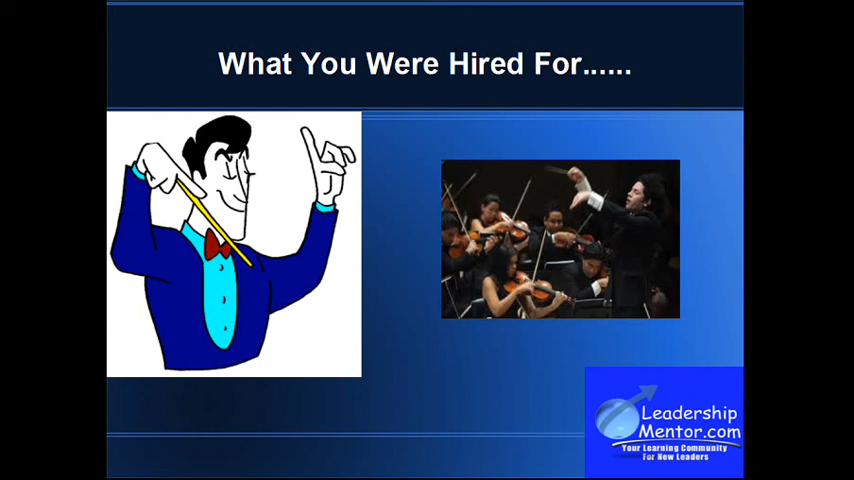 What You Were Hired For......
Leadership
Mentor.com
Your Learning Community
For New Leaders